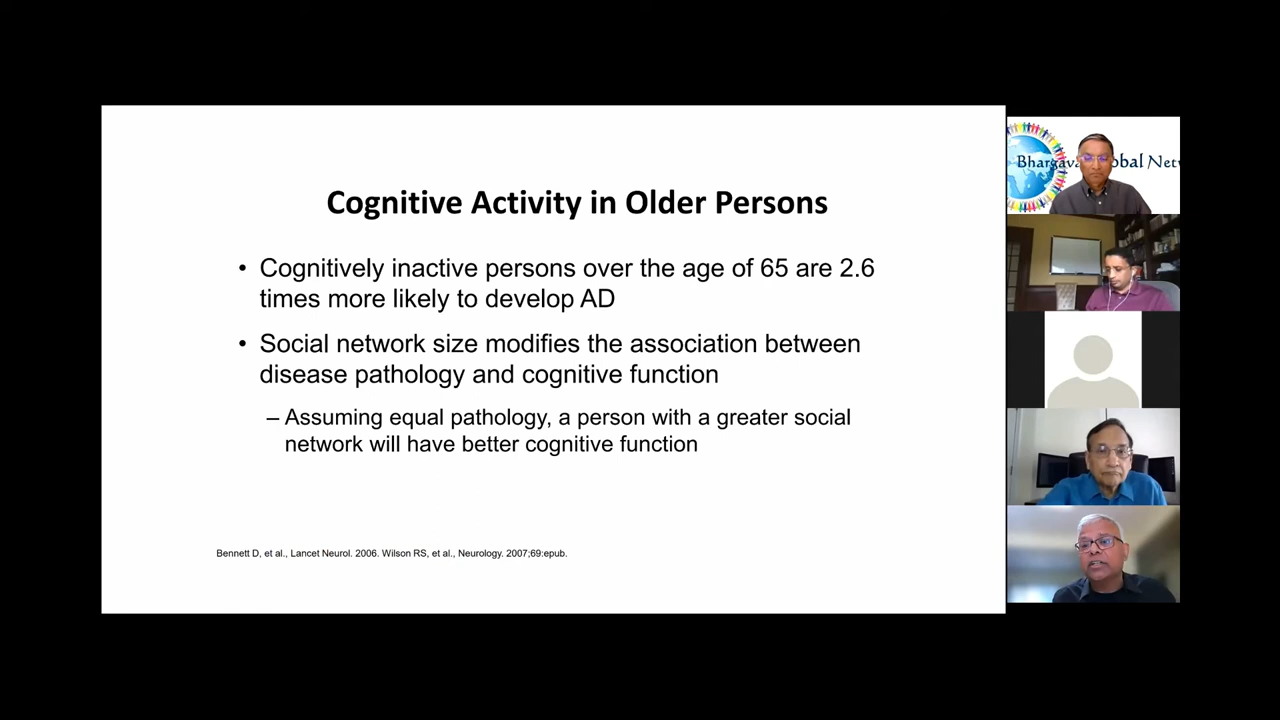 Cognitive Activity in Older Persons
• Cognitively inactive persons over the age of 65 are 2.6
times more likely to develop AD
• Social network size modifies the association between
disease pathology and cognitive function
– Assuming equal pathology, a person with a greater social
network will have better cognitive function
Bennett D, et al., Lancet Neurol. 2006. Wilson RS, et al., Neurology. 2007;69:epub.